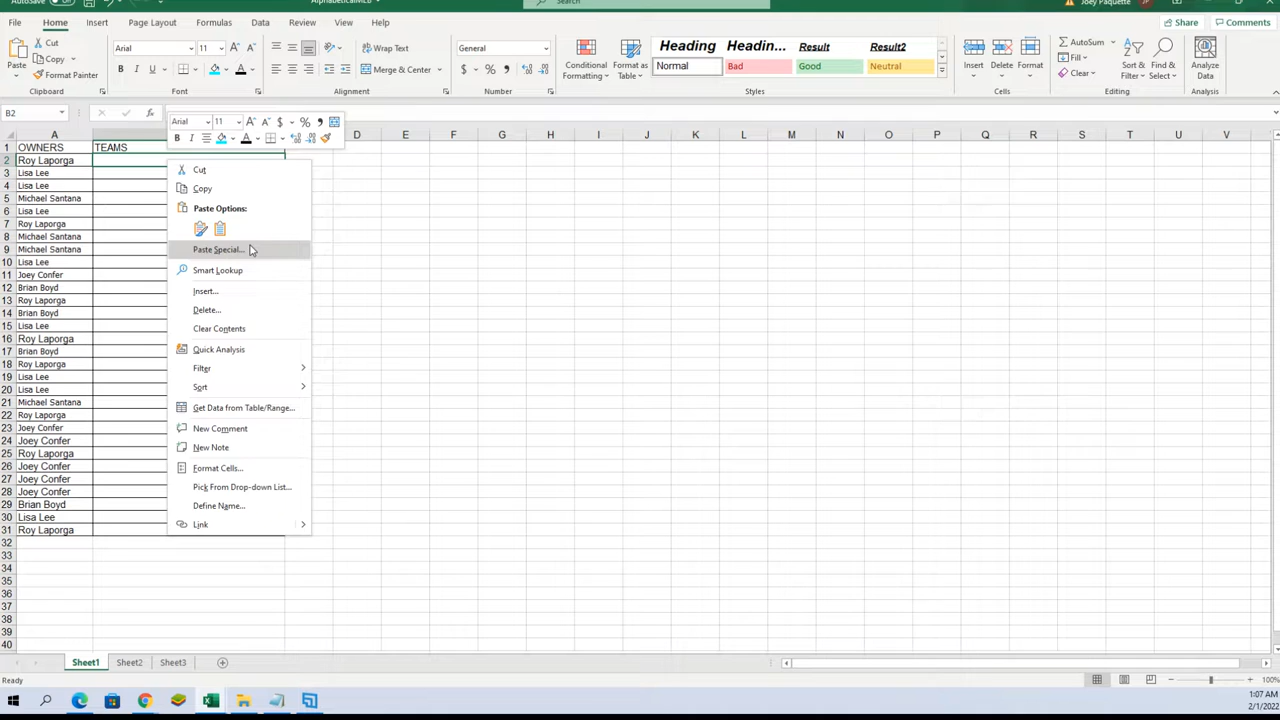 AutoSave
AlphabeticalMLB
Search
Joey Paquette
JP
File Home Insert Page Layout Formulas Data Review View Help
Share Comments
Paste
Cut
Copy
Format Painter
Clipboard
Arial 11
B I U
Font
Wrap Text
Merge & Center
Alignment
General
$ % ,
Number
Conditional Formatting
Format as Table
Heading Headin... Result Result2
Normal Bad Good Neutral
Styles
Insert Delete Format
Cells
AutoSum
Fill
Clear
Sort & Filter
Find & Select
Editing
Analyze Data
Analysis
B2
fx
Arial 11 $ % ,
B I A
A D E F G H I J K L M N O P Q R S T U V
1 OWNERS TEAMS
2 Roy Laporga
3 Lisa Lee
4 Lisa Lee
5 Michael Santana
6 Lisa Lee
7 Roy Laporga
8 Michael Santana
9 Michael Santana
10 Lisa Lee
11 Joey Confer
12 Brian Boyd
13 Roy Laporga
14 Brian Boyd
15 Lisa Lee
16 Roy Laporga
17 Brian Boyd
18 Roy Laporga
19 Lisa Lee
20 Lisa Lee
21 Michael Santana
22 Roy Laporga
23 Joey Confer
24 Joey Confer
25 Roy Laporga
26 Joey Confer
27 Joey Confer
28 Joey Confer
29 Brian Boyd
30 Lisa Lee
31 Roy Laporga
32
33
34
35
36
37
38
39
40
Cut
Copy
Paste Options:
Paste Special...
Smart Lookup
Insert...
Delete...
Clear Contents
Quick Analysis
Filter
Sort
Get Data from Table/Range...
New Comment
New Note
Format Cells...
Pick From Drop-down List...
Define Name...
Link
Sheet1 Sheet2 Sheet3
Ready
100%
1:07 AM
2/1/2022